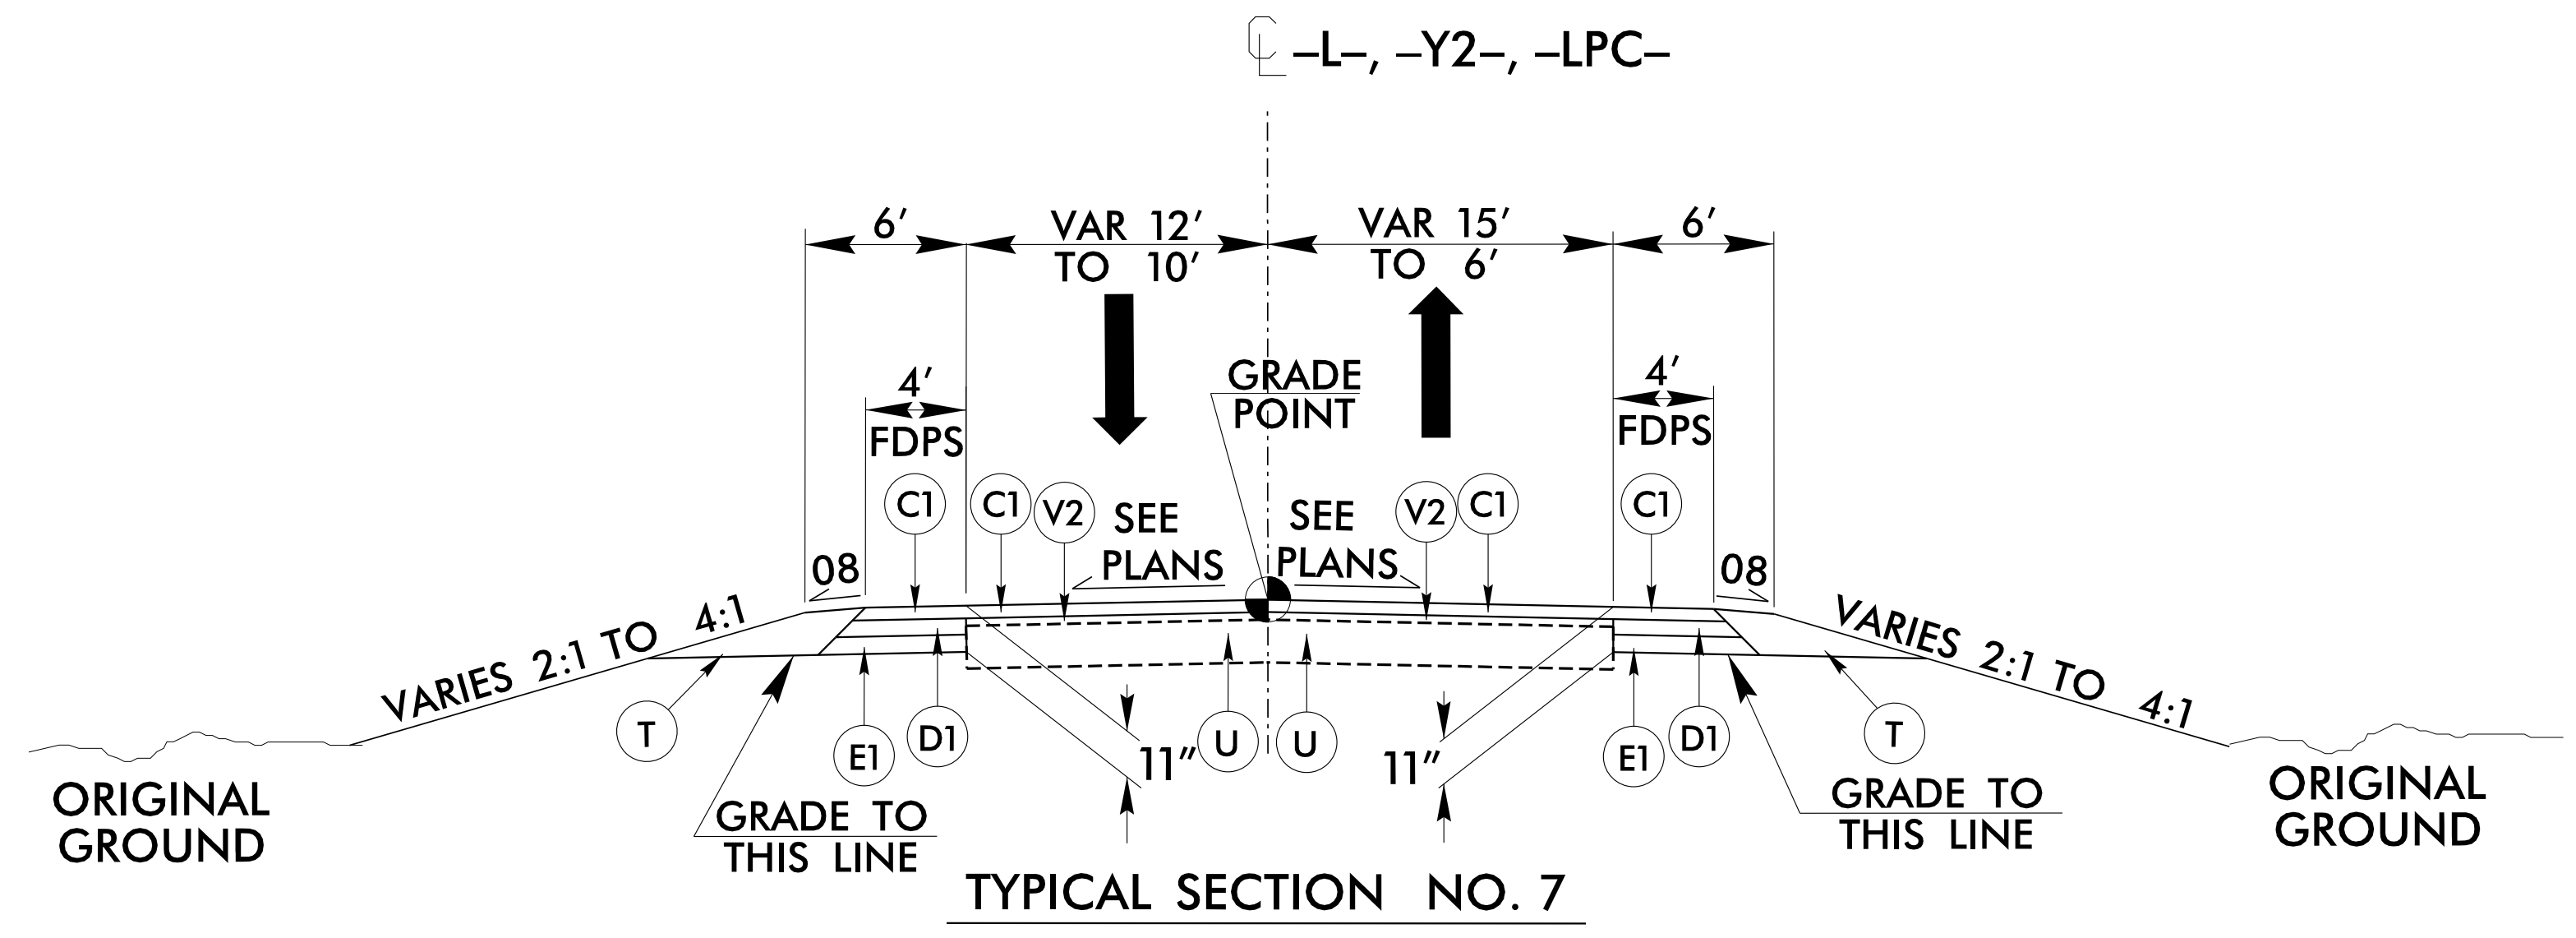 CL –L–, –Y2–, –LPC–
6'
VAR 12'
TO 10'
VAR 15'
TO 6'
6'
4'
FDPS
GRADE
POINT
4'
FDPS
C1
C1
V2
SEE
PLANS
SEE
PLANS
V2
C1
C1
08
08
VARIES 2:1 TO 4:1
VARIES 2:1 TO 4:1
T
E1
D1
11"
U
U
11"
E1
D1
T
ORIGINAL
GROUND
GRADE TO
THIS LINE
GRADE TO
THIS LINE
ORIGINAL
GROUND
TYPICAL SECTION NO. 7